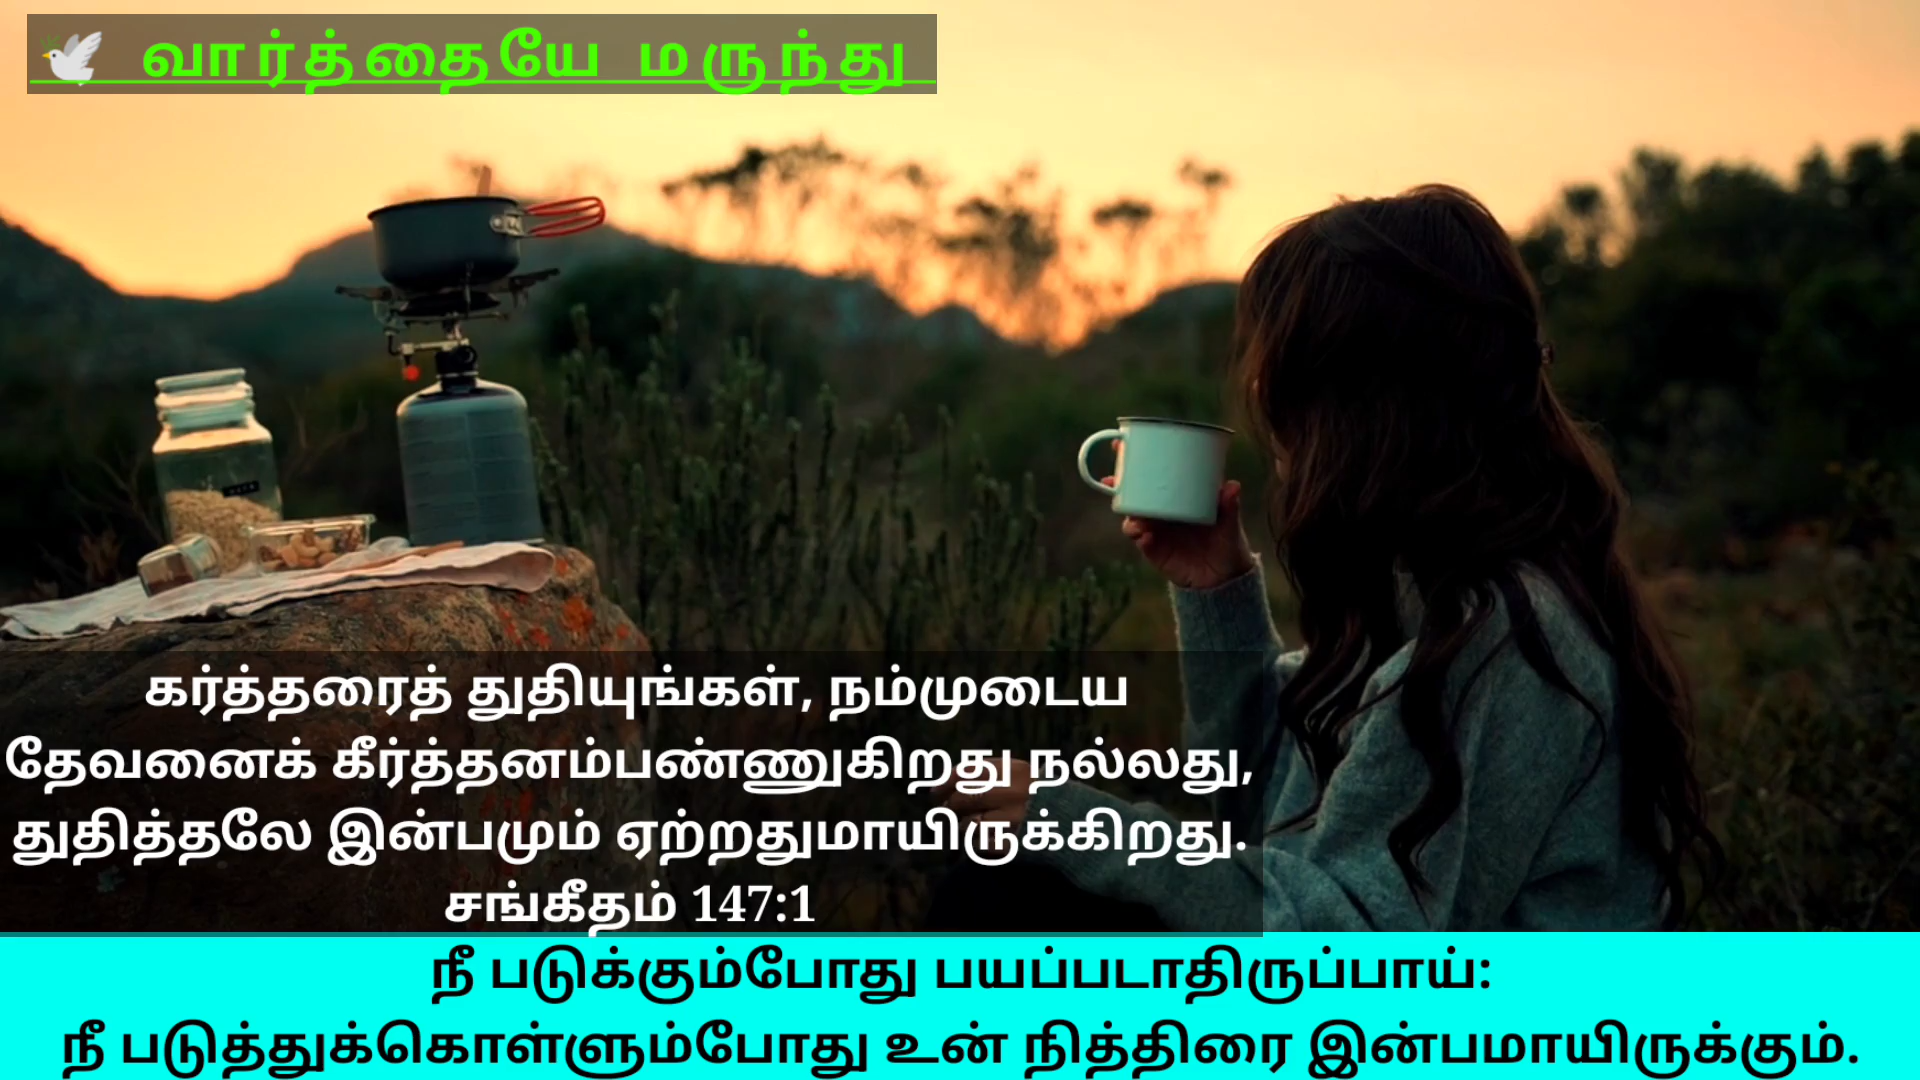 🕊️ வார்த்தையே மருந்து
கர்த்தரைத் துதியுங்கள், நம்முடைய
தேவனைக் கீர்த்தனம்பண்ணுகிறது நல்லது,
துதித்தலே இன்பமும் ஏற்றதுமாயிருக்கிறது.
சங்கீதம் 147:1
நீ படுக்கும்போது பயப்படாதிருப்பாய்:
நீ படுத்துக்கொள்ளும்போது உன் நித்திரை இன்பமாயிருக்கும்.